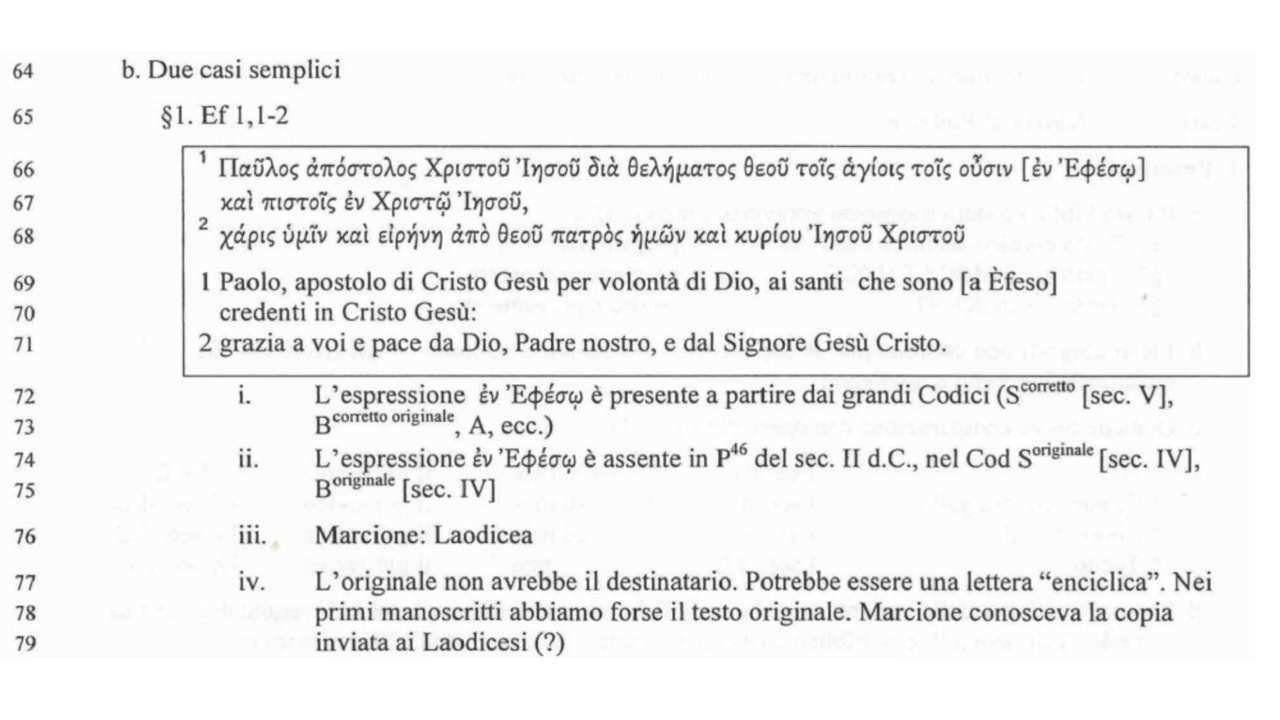 64 b. Due casi semplici
65 §1. Ef 1,1-2
66 1 Παῦλος ἀπόστολος Χριστοῦ Ἰησοῦ διὰ θελήματος θεοῦ τοῖς ἁγίοις τοῖς οὖσιν [ἐν Ἐφέσῳ]
67 καὶ πιστοῖς ἐν Χριστῷ Ἰησοῦ,
68 2 χάρις ὑμῖν καὶ εἰρήνη ἀπὸ θεοῦ πατρὸς ἡμῶν καὶ κυρίου Ἰησοῦ Χριστοῦ
69 1 Paolo, apostolo di Cristo Gesù per volontà di Dio, ai santi che sono [a Èfeso]
70 credenti in Cristo Gesù:
71 2 grazia a voi e pace da Dio, Padre nostro, e dal Signore Gesù Cristo.
72 i. L’espressione ἐν Ἐφέσῳ è presente a partire dai grandi Codici (S^corretto [sec. V],
73 B^corretto originale, A, ecc.)
74 ii. L’espressione ἐν Ἐφέσῳ è assente in P^46 del sec. II d.C., nel Cod S^originale [sec. IV],
75 B^originale [sec. IV]
76 iii. Marcione: Laodicea
77 iv. L’originale non avrebbe il destinatario. Potrebbe essere una lettera “enciclica”. Nei
78 primi manoscritti abbiamo forse il testo originale. Marcione conosceva la copia
79 inviata ai Laodicesi (?)